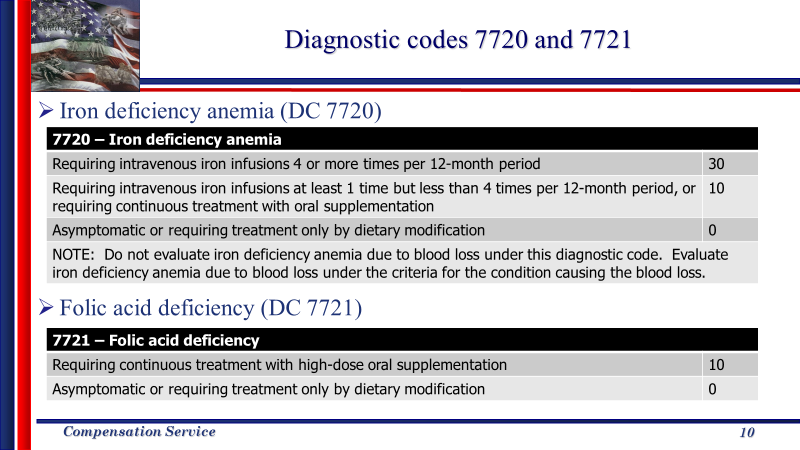 Diagnostic codes 7720 and 7721
➢ Iron deficiency anemia (DC 7720)
7720 – Iron deficiency anemia
Requiring intravenous iron infusions 4 or more times per 12-month period 30
Requiring intravenous iron infusions at least 1 time but less than 4 times per 12-month period, or 10
requiring continuous treatment with oral supplementation
Asymptomatic or requiring treatment only by dietary modification 0
NOTE:  Do not evaluate iron deficiency anemia due to blood loss under this diagnostic code.  Evaluate
iron deficiency anemia due to blood loss under the criteria for the condition causing the blood loss.
➢ Folic acid deficiency (DC 7721)
7721 – Folic acid deficiency
Requiring continuous treatment with high-dose oral supplementation 10
Asymptomatic or requiring treatment only by dietary modification 0
Compensation Service 10